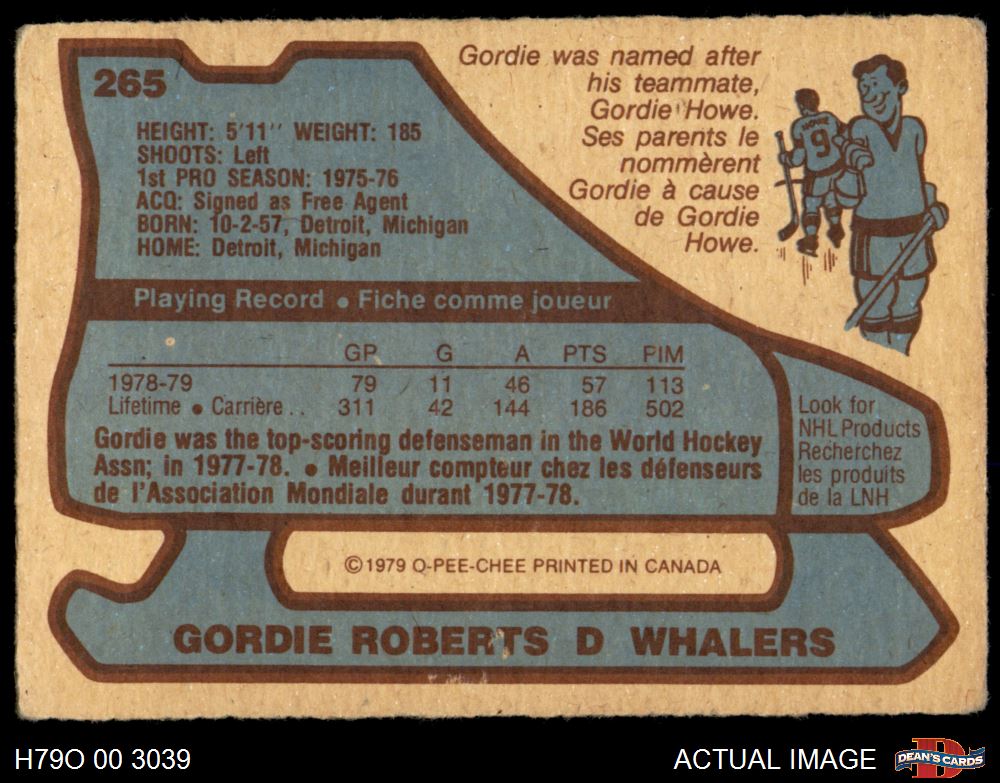 265
HEIGHT: 5'11" WEIGHT: 185
SHOOTS: Left
1st PRO SEASON: 1975-76
ACQ: Signed as Free Agent
BORN: 10-2-57, Detroit, Michigan
HOME: Detroit, Michigan
Gordie was named after
his teammate,
Gordie Howe.
Ses parents le
nommèrent
Gordie à cause
de Gordie
Howe.
HOWE
9
Playing Record • Fiche comme joueur
GP G A PTS PIM
1978-79 79 11 46 57 113
Lifetime • Carrière .. 311 42 144 186 502
Gordie was the top-scoring defenseman in the World Hockey
Assn; in 1977-78. • Meilleur compteur chez les défenseurs
de l'Association Mondiale durant 1977-78.
Look for
NHL Products
Recherchez
les produits
de la LNH
©1979 O-PEE-CHEE PRINTED IN CANADA
GORDIE ROBERTS D WHALERS
H79O 00 3039
ACTUAL IMAGE
D
DEAN'S CARDS